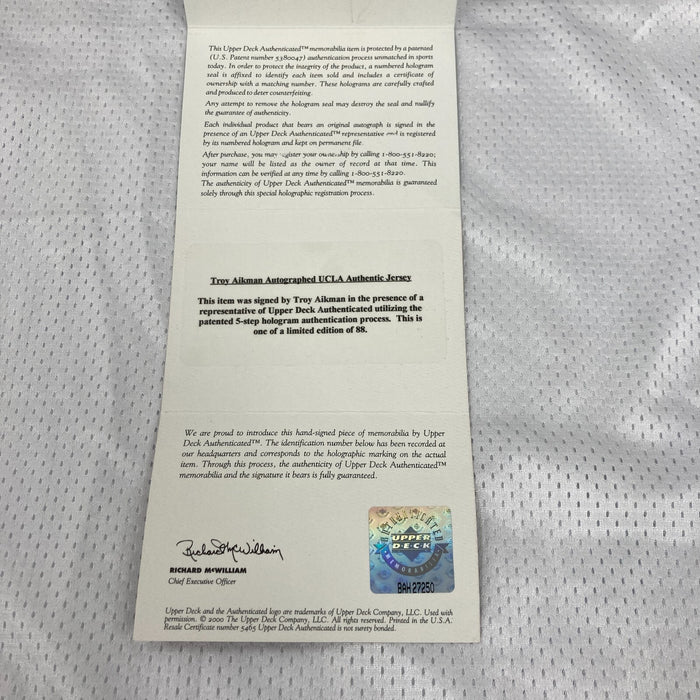 This Upper Deck Authenticated™ memorabilia item is protected by a patented
(U.S. Patent number 5380047) authentication process unmatched in sports
today. In order to protect the integrity of the product, a numbered hologram
seal is affixed to identify each item sold and includes a certificate of
ownership with a matching number. These holograms are carefully crafted
and produced to deter counterfeiting.
Any attempt to remove the hologram seal may destroy the seal and nullify
the guarantee of authenticity.
Each individual product that bears an original autograph is signed in the
presence of an Upper Deck Authenticated™ representative and is registered
by its numbered hologram and kept on permanent file.
After purchase, you may register your ownership by calling 1-800-551-8220;
your name will be listed as the owner of record at that time. This
information can be verified at any time by calling 1-800-551-8220.
The authenticity of Upper Deck Authenticated™ memorabilia is guaranteed
solely through this special holographic registration process.
Troy Aikman Autographed UCLA Authentic Jersey
This item was signed by Troy Aikman in the presence of a
representative of Upper Deck Authenticated utilizing the
patented 5-step hologram authentication process. This is
one of a limited edition of 88.
We are proud to introduce this hand-signed piece of memorabilia by Upper
Deck Authenticated™. The identification number below has been recorded at
our headquarters and corresponds to the holographic marking on the actual
item. Through this process, the authenticity of Upper Deck Authenticated™
memorabilia and the signature it bears is fully guaranteed.
Richard McWilliam
RICHARD McWILLIAM
Chief Executive Officer
AUTHENTICATED
UPPER
DECK
MEMORABILIA
BAH 27250
Upper Deck and the Authenticated logo are trademarks of Upper Deck Company, LLC. Used with
permission. © 2000 The Upper Deck Company, LLC. All rights reserved. Printed in the U.S.A.
Resale Certificate number 5465 Upper Deck Authenticated is not surety bonded.